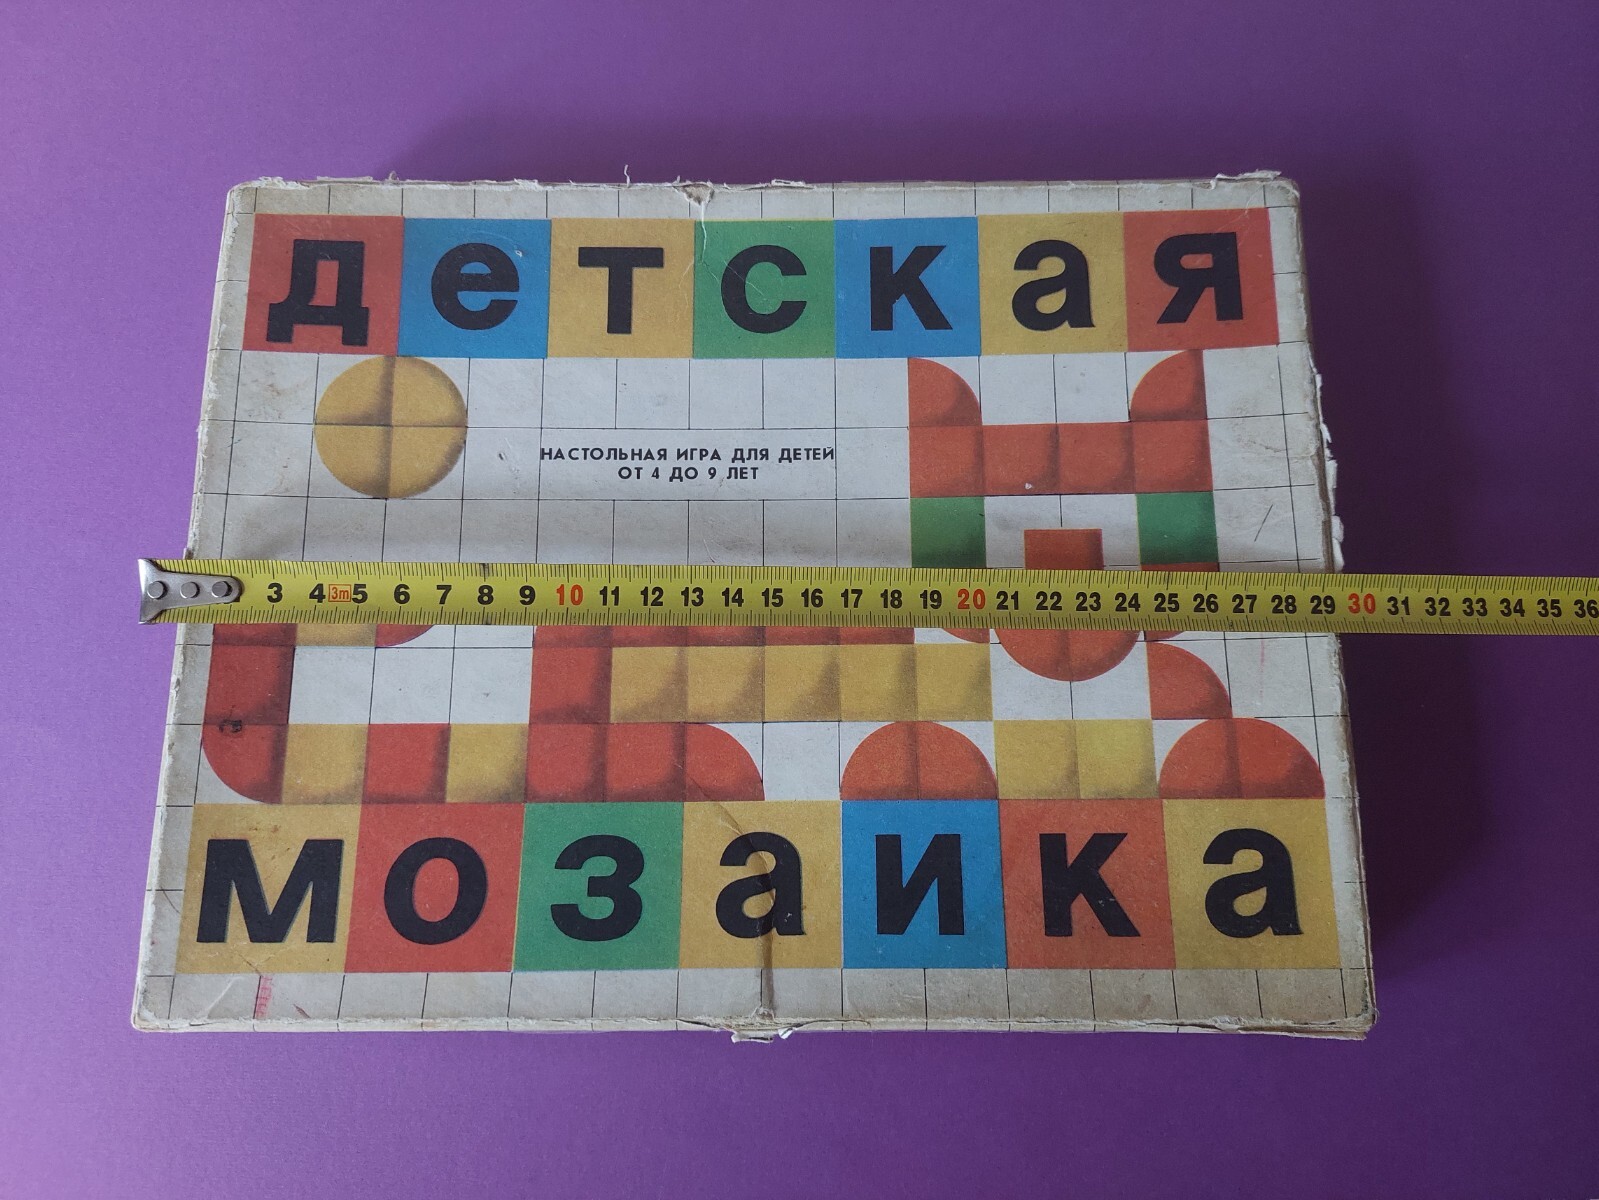 детская
НАСТОЛЬНАЯ ИГРА ДЛЯ ДЕТЕЙ
ОТ 4 ДО 9 ЛЕТ
3 4 3m 5 6 7 8 9 10 11 12 13 14 15 16 17 18 19 20 21 22 23 24 25 26 27 28 29 30 31 32 33 34 35 36
мозаика